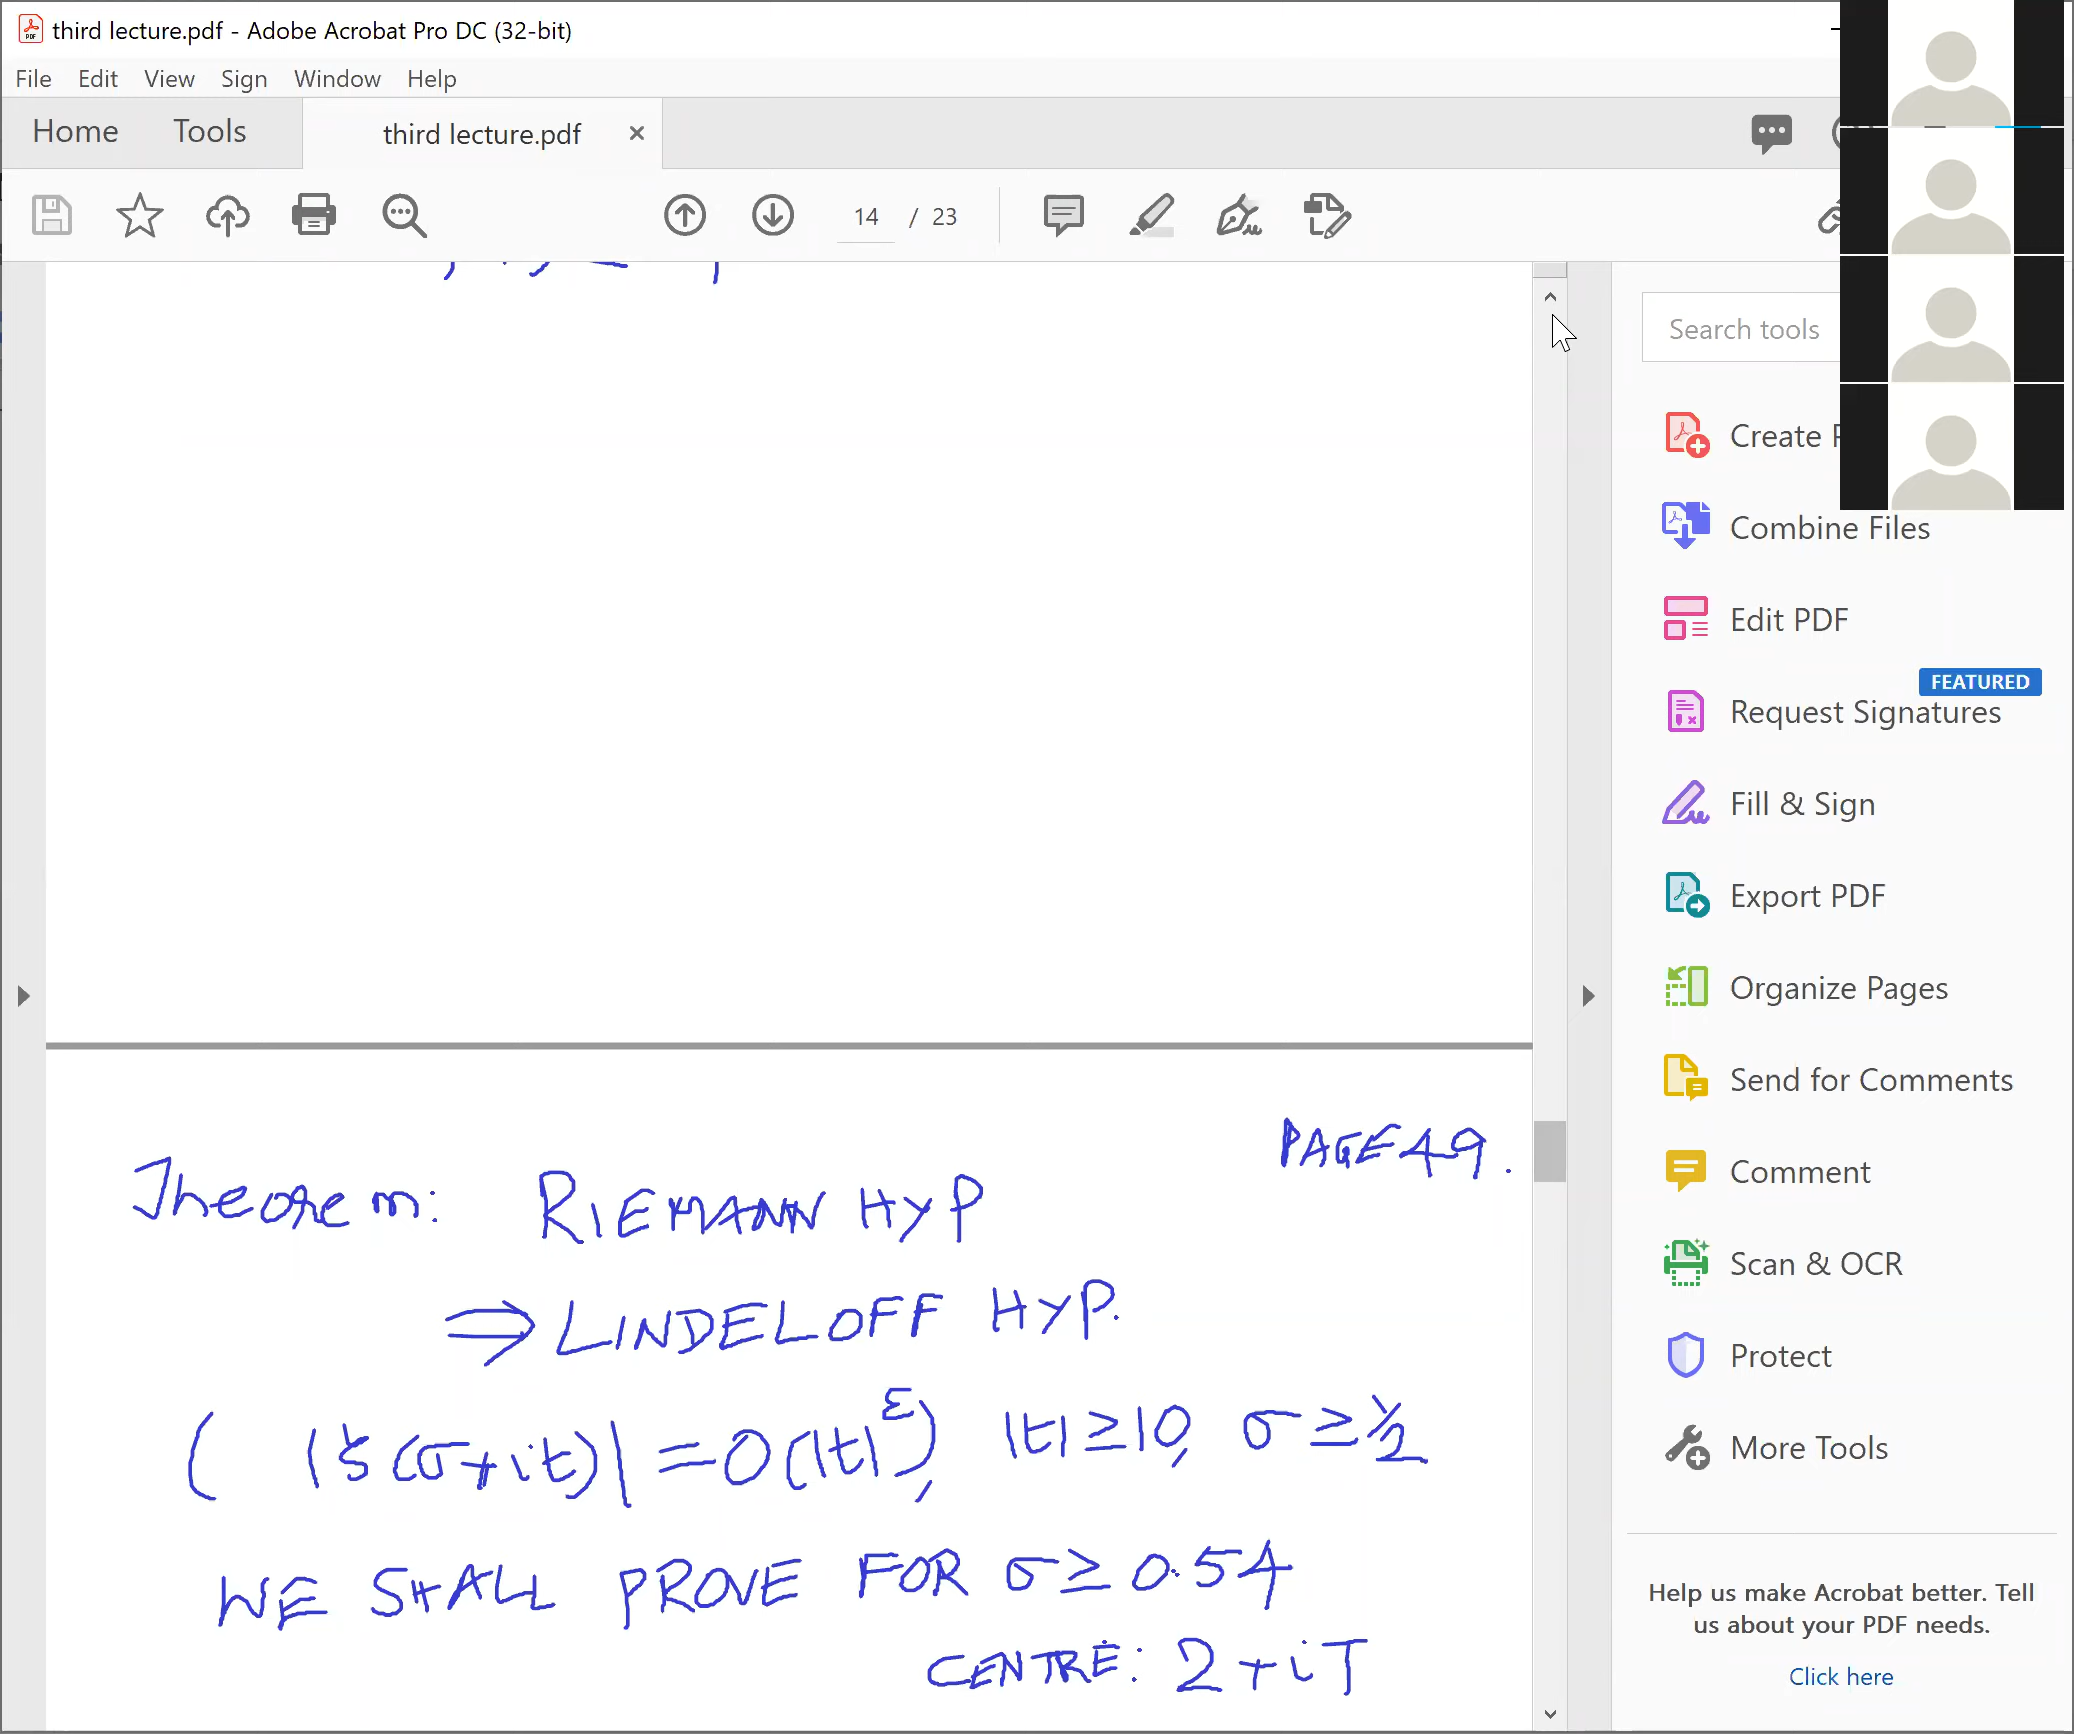 third lecture.pdf - Adobe Acrobat Pro DC (32-bit)
File Edit View Sign Window Help
Home Tools third lecture.pdf ×
14 / 23
Search tools
Create
Combine Files
Edit PDF
FEATURED
Request Signatures
Fill & Sign
Export PDF
Organize Pages
Send for Comments
Comment
Scan & OCR
Protect
More Tools
Help us make Acrobat better. Tell
us about your PDF needs.
Click here
PAGE 49.
Theorem: RIEMANN HYP
⇒ LINDELOFF HYP.
( |ζ(σ+it)| = O(|t|^ε), |t| ≥ 10, σ ≥ 1/2
WE SHALL PROVE FOR σ ≥ 0.54
CENTRE: 2+iT